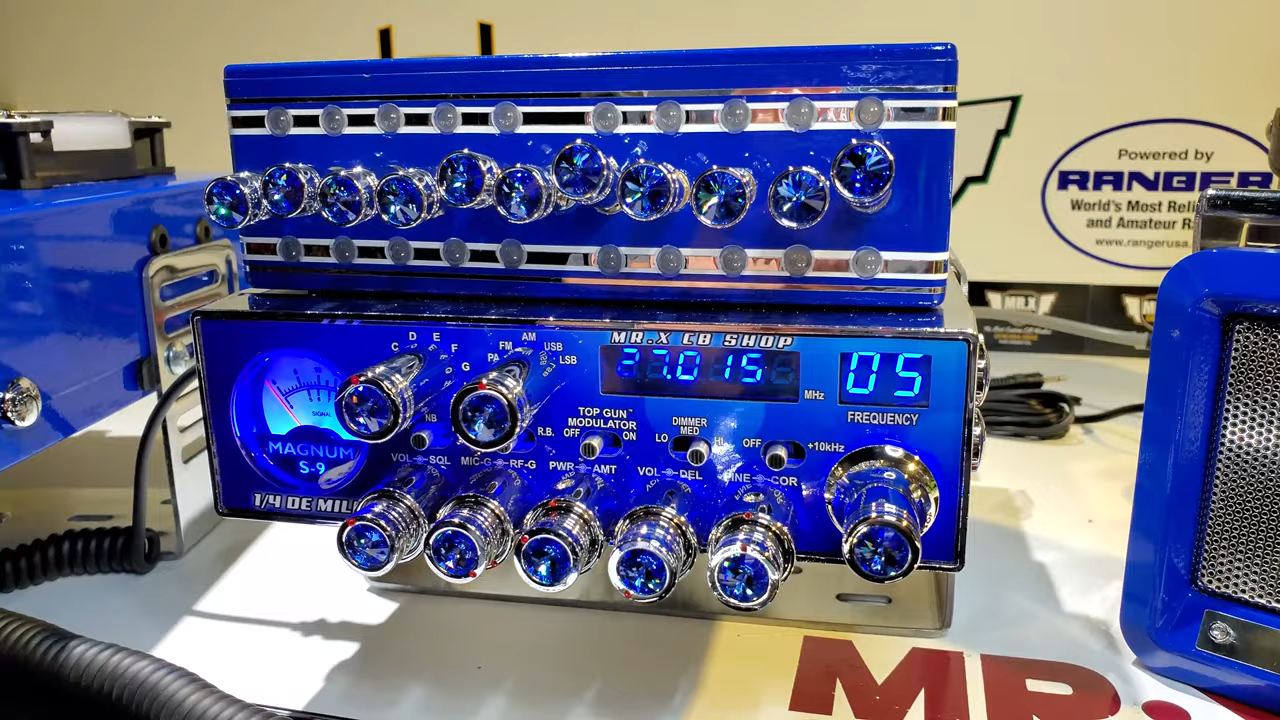 Powered by
RANGER
World's Most Reli
and Amateur R
www.rangerusa.
MR.X
MR.X CB SHOP
27.015
MHz
05
FREQUENCY
C D E F G
PA FM AM USB LSB
SIGNAL
MAGNUM
S-9
1/4 DE MIL
NB
R.B.
TOP GUN™
MODULATOR
OFF ON
DIMMER
LO MED HI
OFF +10kHz
VOL SQL
MIC-G RF-G
PWR AMT
VOL DEL
FINE COR
MR.